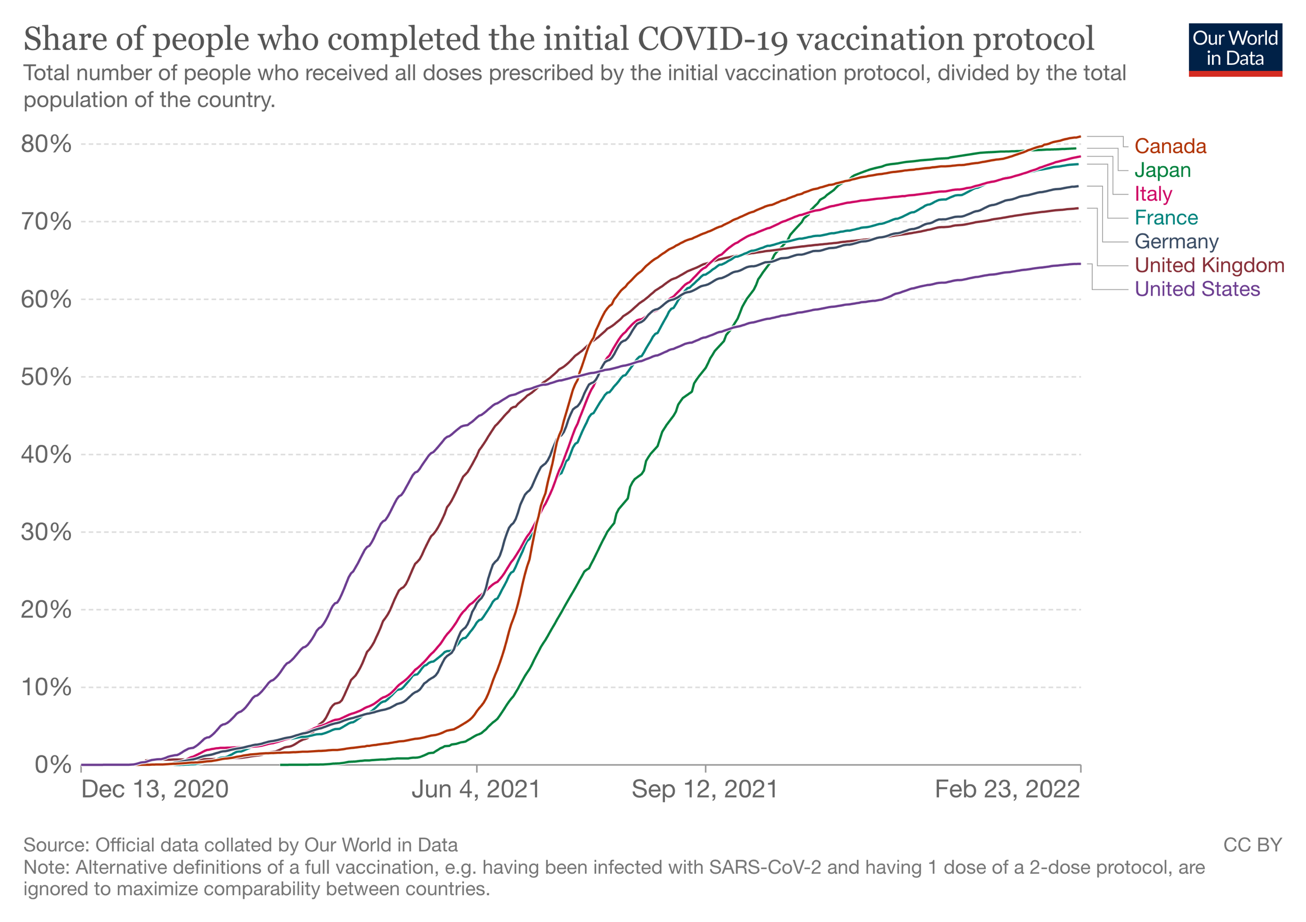 Share of people who completed the initial COVID-19 vaccination protocol
Our World
in Data
Total number of people who received all doses prescribed by the initial vaccination protocol, divided by the total
population of the country.
80%
70%
60%
50%
40%
30%
20%
10%
0%
Canada
Japan
Italy
France
Germany
United Kingdom
United States
Dec 13, 2020
Jun 4, 2021
Sep 12, 2021
Feb 23, 2022
Source: Official data collated by Our World in Data
CC BY
Note: Alternative definitions of a full vaccination, e.g. having been infected with SARS-CoV-2 and having 1 dose of a 2-dose protocol, are
ignored to maximize comparability between countries.